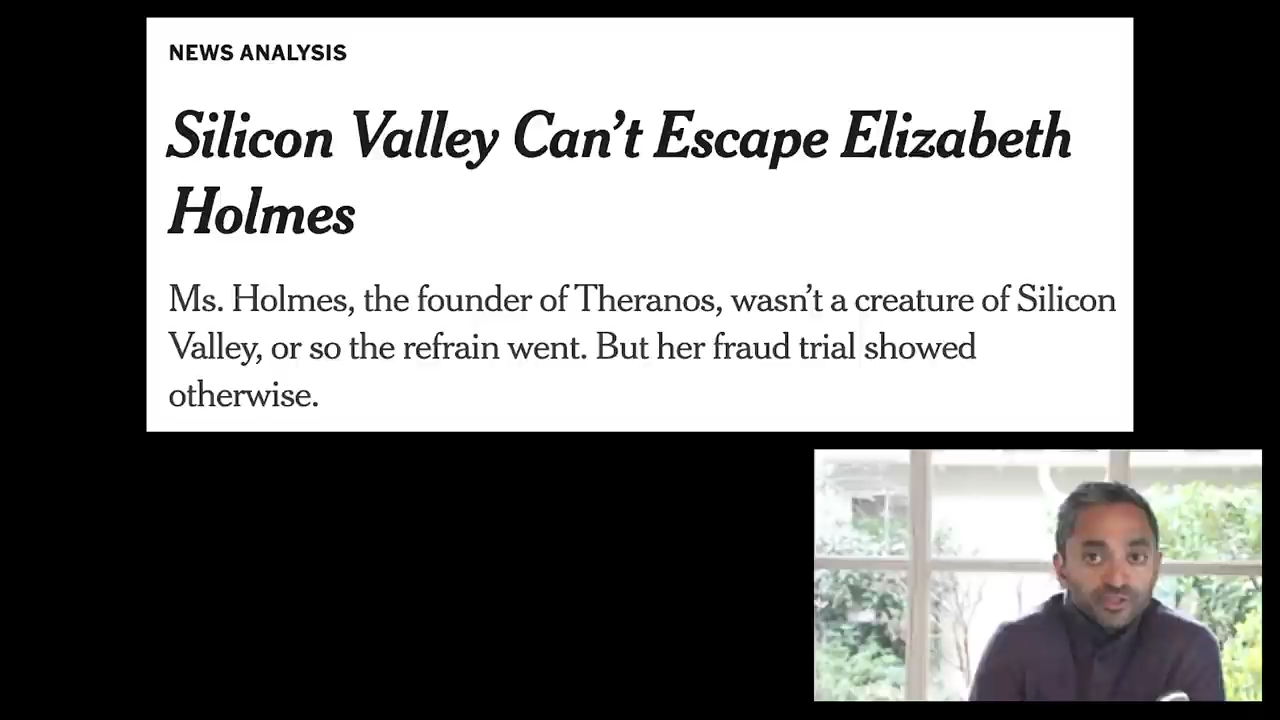 NEWS ANALYSIS
Silicon Valley Can’t Escape Elizabeth
Holmes
Ms. Holmes, the founder of Theranos, wasn’t a creature of Silicon
Valley, or so the refrain went. But her fraud trial showed
otherwise.